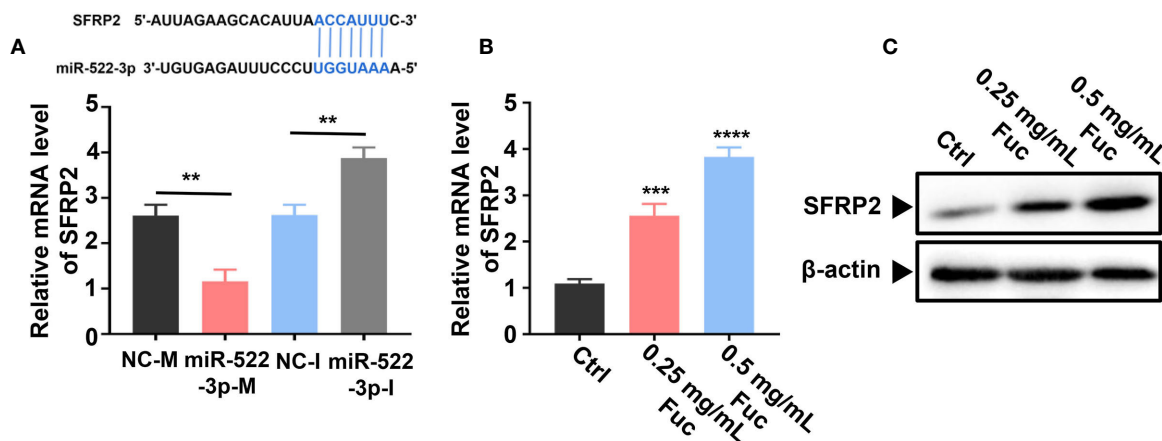 SFRP2 5'-AUUAGAAGCACAUUAACCAUUUC-3'
miR-522-3p 3'-UGUGAGAUUUCCCUUGGUAAAA-5'
A
Relative mRNA level
of SFRP2
5
4
3
2
1
0
**
**
NC-M
miR-522
-3p-M
NC-I
miR-522
-3p-I
B
Relative mRNA level
of SFRP2
5
4
3
2
1
0
***
****
Ctrl
0.25 mg/mL
Fuc
0.5 mg/mL
Fuc
C
Ctrl
0.25 mg/mL
Fuc
0.5 mg/mL
Fuc
SFRP2
β-actin